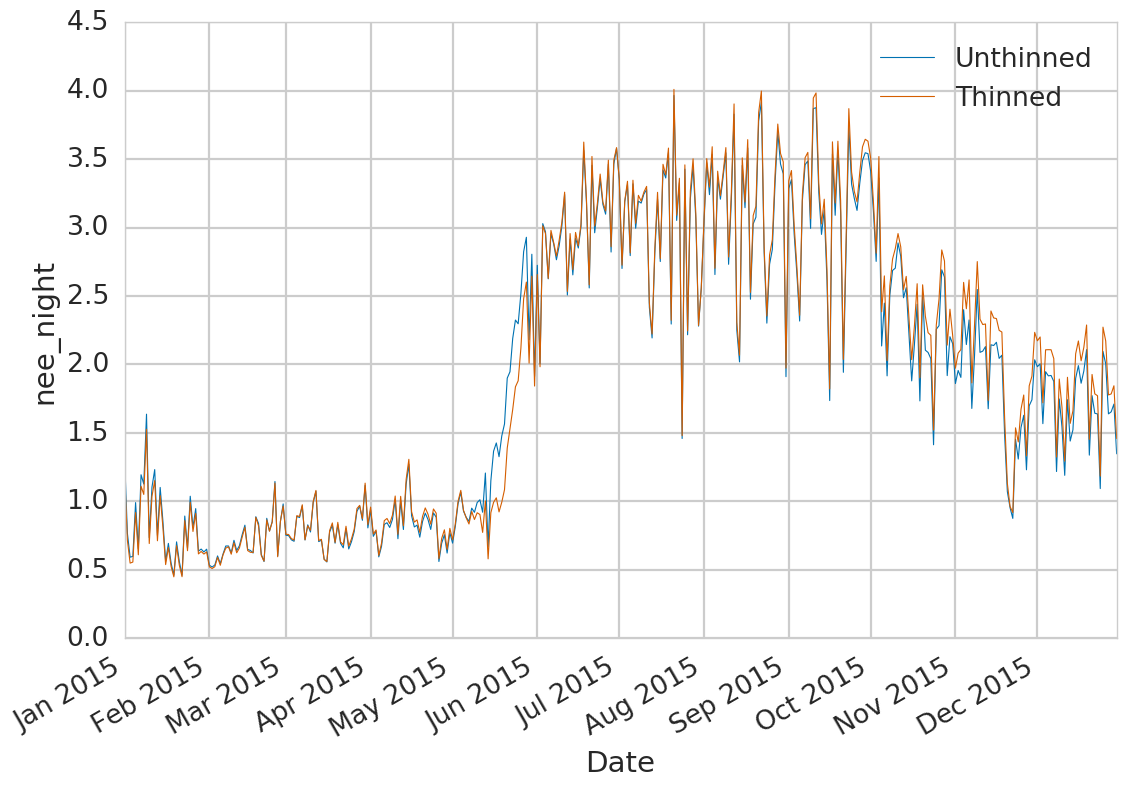 4.5
4.0
3.5
3.0
2.5
2.0
1.5
1.0
0.5
0.0
nee_night
Unthinned
Thinned
Jan 2015
Feb 2015
Mar 2015
Apr 2015
May 2015
Jun 2015
Jul 2015
Aug 2015
Sep 2015
Oct 2015
Nov 2015
Dec 2015
Date